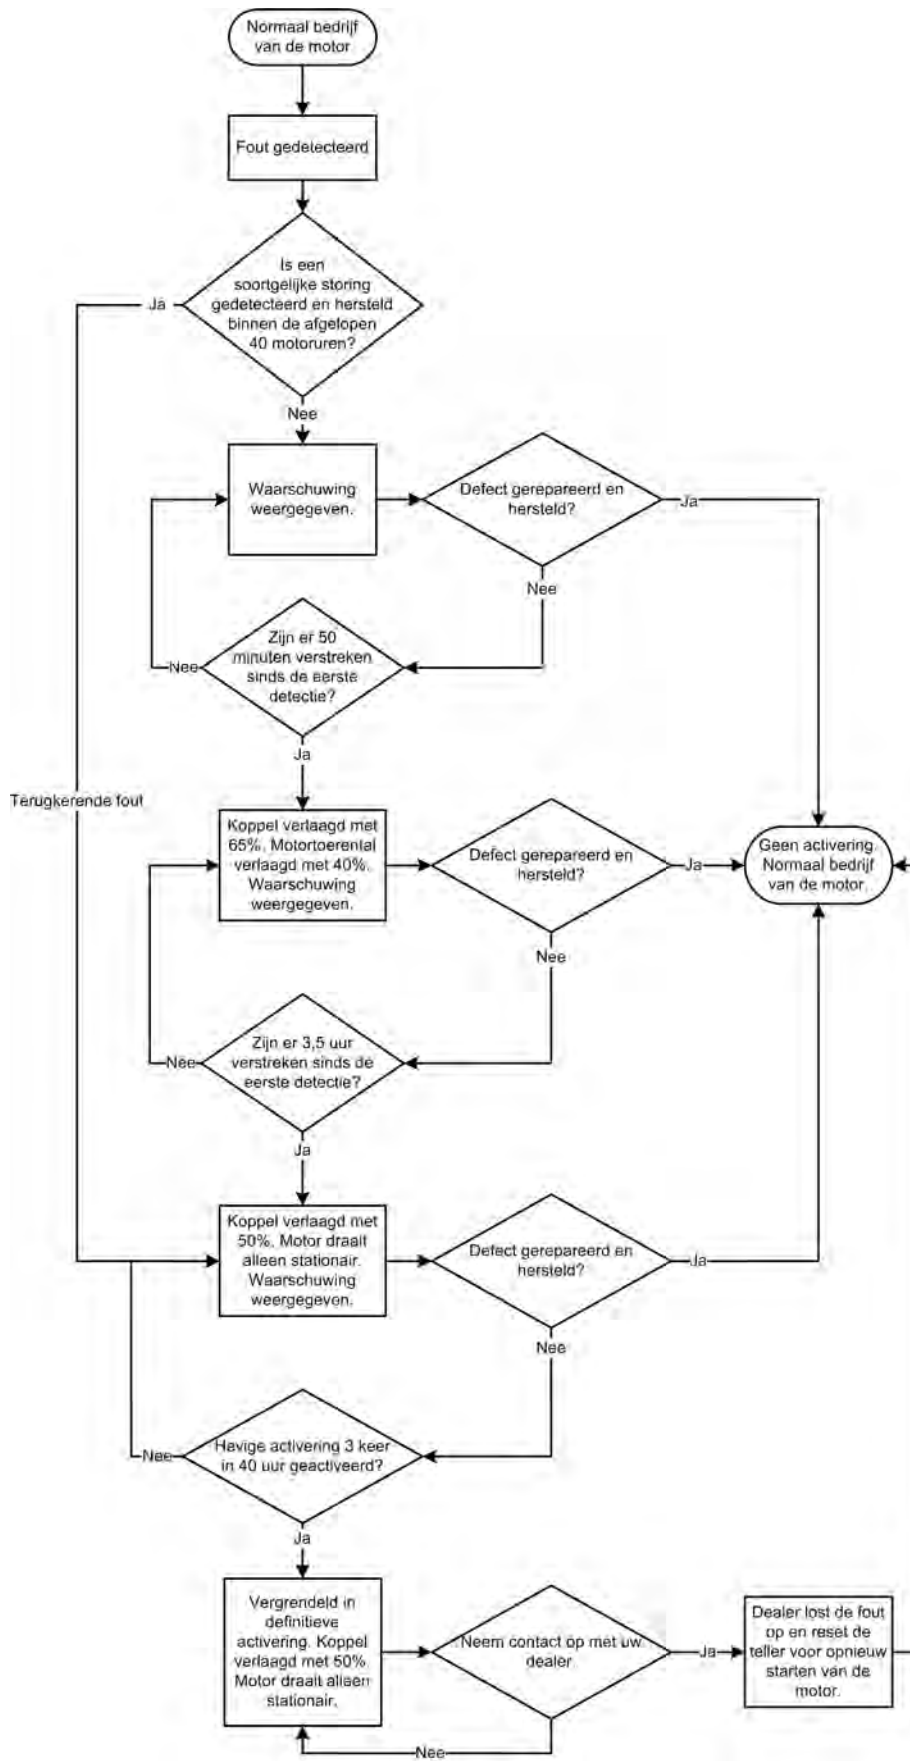 Normaal bedrijf
van de motor
Fout gedetecteerd
Is een
soortgelijke storing
gedetecteerd en hersteld
binnen de afgelopen
40 motoruren?
Ja
Nee
Waarschuwing
weergegeven.
Defect gerepareerd en
hersteld?
Ja
Nee
Zijn er 50
minuten verstreken
sinds de eerste
detectie?
Nee
Ja
Terugkerende fout
Koppel verlaagd met
65%. Motortoerental
verlaagd met 40%.
Waarschuwing
weergegeven.
Defect gerepareerd en
hersteld?
Ja
Geen activering.
Normaal bedrijf
van de motor.
Nee
Zijn er 3,5 uur
verstreken sinds de
eerste detectie?
Nee
Ja
Koppel verlaagd met
50%. Motor draait
alleen stationair.
Waarschuwing
weergegeven.
Defect gerepareerd en
hersteld?
Ja
Nee
Havige activering 3 keer
in 40 uur geactiveerd?
Nee
Ja
Vergrendeld in
definitieve
activering. Koppel
verlaagd met 50%.
Motor draait alleen
stationair.
Neem contact op met uw
dealer.
Ja
Dealer lost de fout
op en reset de
teller voor opnieuw
starten van de
motor.
Nee